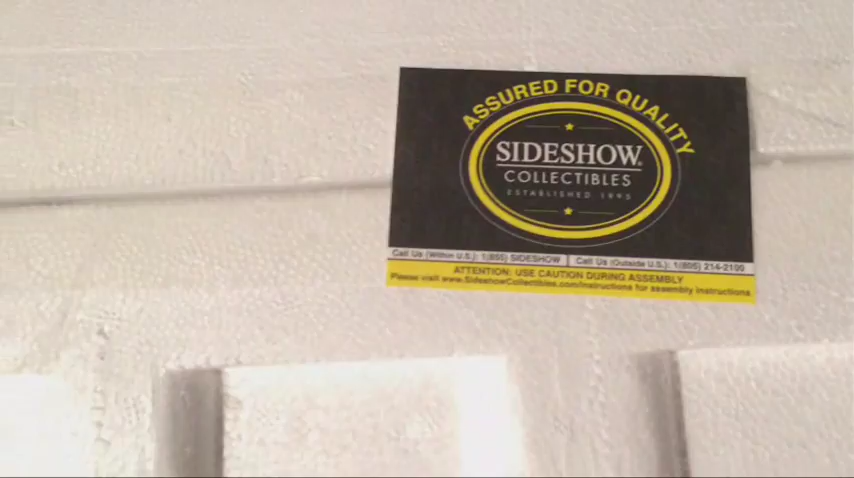 ASSURED FOR QUALITY
SIDESHOW
COLLECTIBLES
ESTABLISHED 1995
Call Us (Within U.S.): 1(855) SIDESHOW
Call Us (Outside U.S.): 1(805) 214-2100
ATTENTION: USE CAUTION DURING ASSEMBLY
Please visit www.SideshowCollectibles.com/instructions for assembly instructions